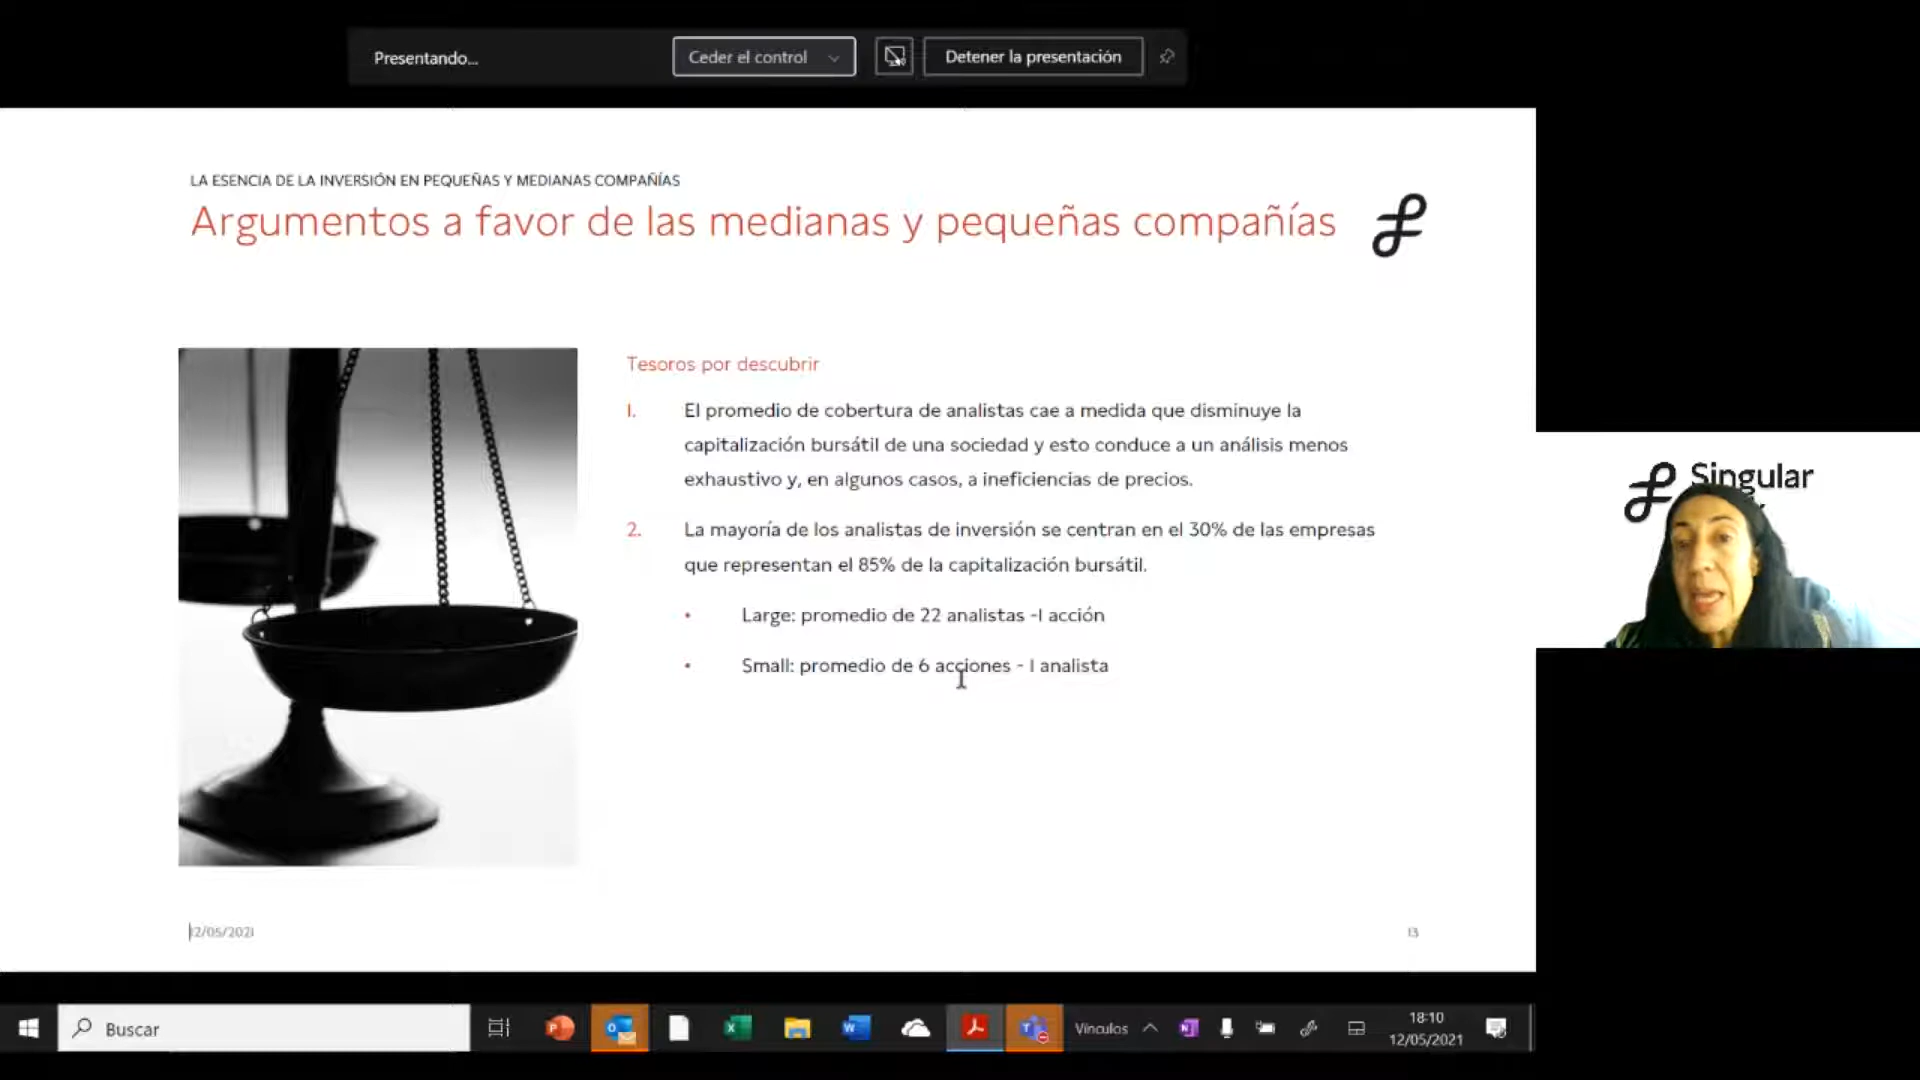 Presentando...
Ceder el control
Detener la presentación
LA ESENCIA DE LA INVERSIÓN EN PEQUEÑAS Y MEDIANAS COMPAÑÍAS
Argumentos a favor de las medianas y pequeñas compañías
Tesoros por descubrir
1. El promedio de cobertura de analistas cae a medida que disminuye la
capitalización bursátil de una sociedad y esto conduce a un análisis menos
exhaustivo y, en algunos casos, a ineficiencias de precios.
2. La mayoría de los analistas de inversión se centran en el 30% de las empresas
que representan el 85% de la capitalización bursátil.
• Large: promedio de 22 analistas -1 acción
• Small: promedio de 6 acciones - 1 analista
12/05/2021
13
Singular
Buscar
Vínculos
18:10
12/05/2021